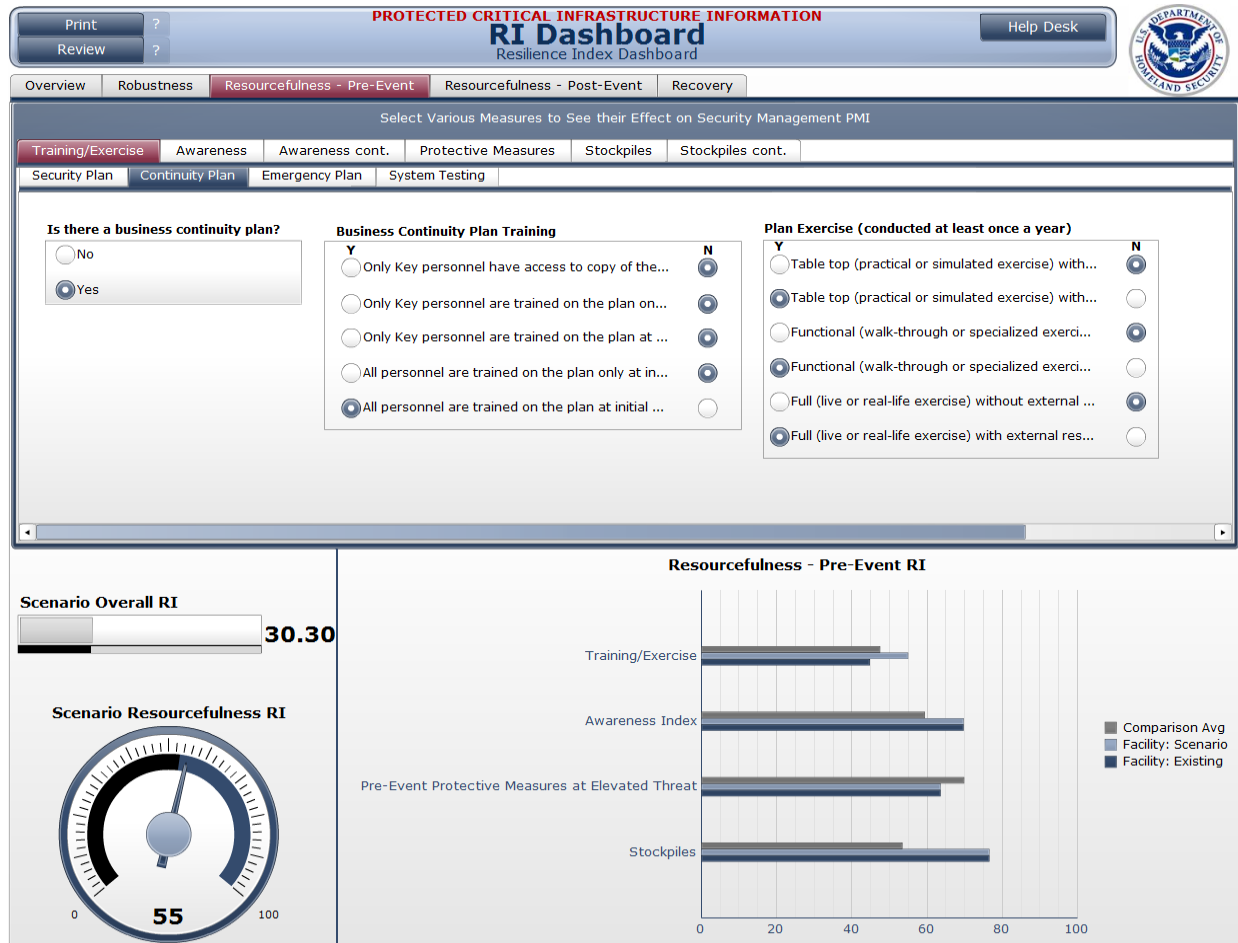 Print ?
Review ?
PROTECTED CRITICAL INFRASTRUCTURE INFORMATION
RI Dashboard
Resilience Index Dashboard
Help Desk
U.S. DEPARTMENT OF HOMELAND SECURITY
Overview Robustness Resourcefulness - Pre-Event Resourcefulness - Post-Event Recovery
Select Various Measures to See their Effect on Security Management PMI
Training/Exercise Awareness Awareness cont. Protective Measures Stockpiles Stockpiles cont.
Security Plan Continuity Plan Emergency Plan System Testing
Is there a business continuity plan?
No
Yes
Business Continuity Plan Training
Y N
Only Key personnel have access to copy of the...
Only Key personnel are trained on the plan on...
Only Key personnel are trained on the plan at ...
All personnel are trained on the plan only at in...
All personnel are trained on the plan at initial ...
Plan Exercise (conducted at least once a year)
Y N
Table top (practical or simulated exercise) with...
Table top (practical or simulated exercise) with...
Functional (walk-through or specialized exerci...
Functional (walk-through or specialized exerci...
Full (live or real-life exercise) without external ...
Full (live or real-life exercise) with external res...
Scenario Overall RI
30.30
Scenario Resourcefulness RI
0 55 100
Resourcefulness - Pre-Event RI
Training/Exercise
Awareness Index
Pre-Event Protective Measures at Elevated Threat
Stockpiles
0 20 40 60 80 100
Comparison Avg
Facility: Scenario
Facility: Existing